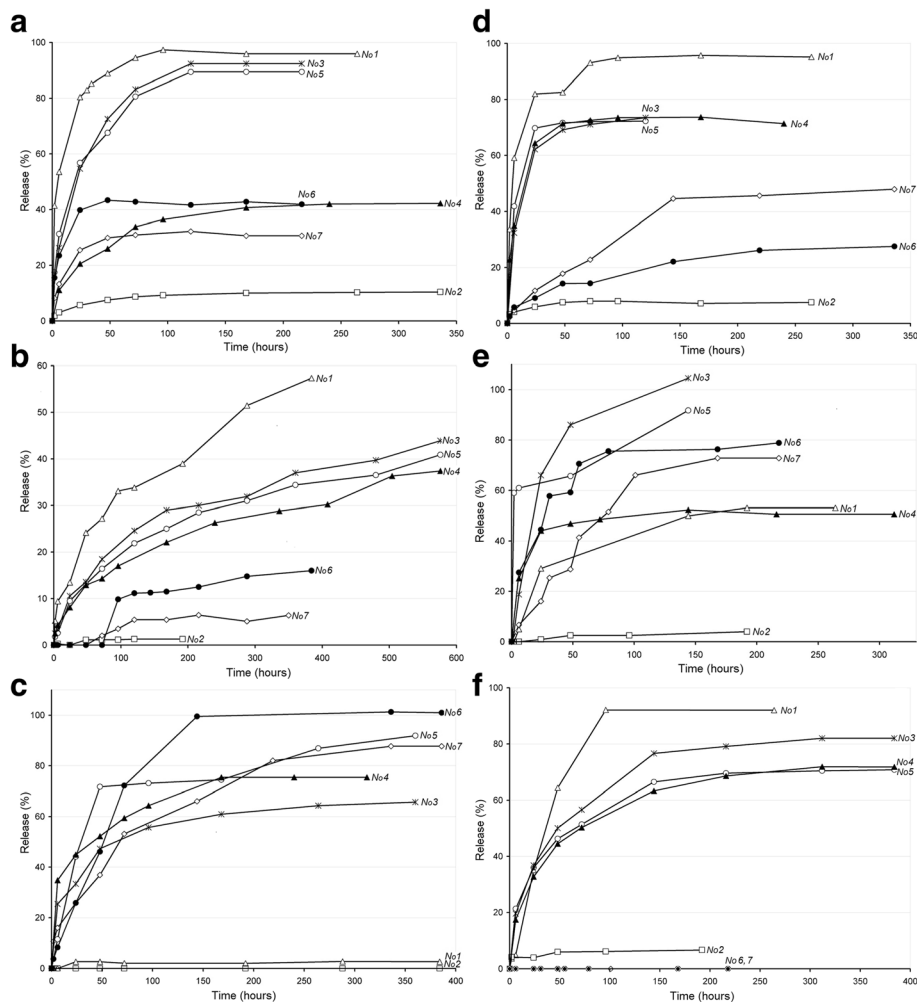 a
Release (%)
100
80
60
40
20
0
No1
No3
No5
No6
No4
No7
No2
0 50 100 150 200 250 300 350
Time (hours)
d
Release (%)
100
80
60
40
20
0
No1
No3
No4
No5
No7
No6
No2
0 50 100 150 200 250 300 350
Time (hours)
b
Release (%)
60
50
40
30
20
10
0
No1
No3
No5
No4
No6
No7
No2
0 100 200 300 400 500 600
Time (hours)
e
Release (%)
100
80
60
40
20
0
No3
No5
No6
No7
No1
No4
No2
0 50 100 150 200 250 300
Time (hours)
c
Release (%)
100
80
60
40
20
0
No6
No5
No7
No4
No3
No1
No2
0 50 100 150 200 250 300 350 400
Time (hours)
f
Release (%)
100
80
60
40
20
0
No1
No3
No4
No5
No2
No6, 7
0 50 100 150 200 250 300 350 400
Time (hours)